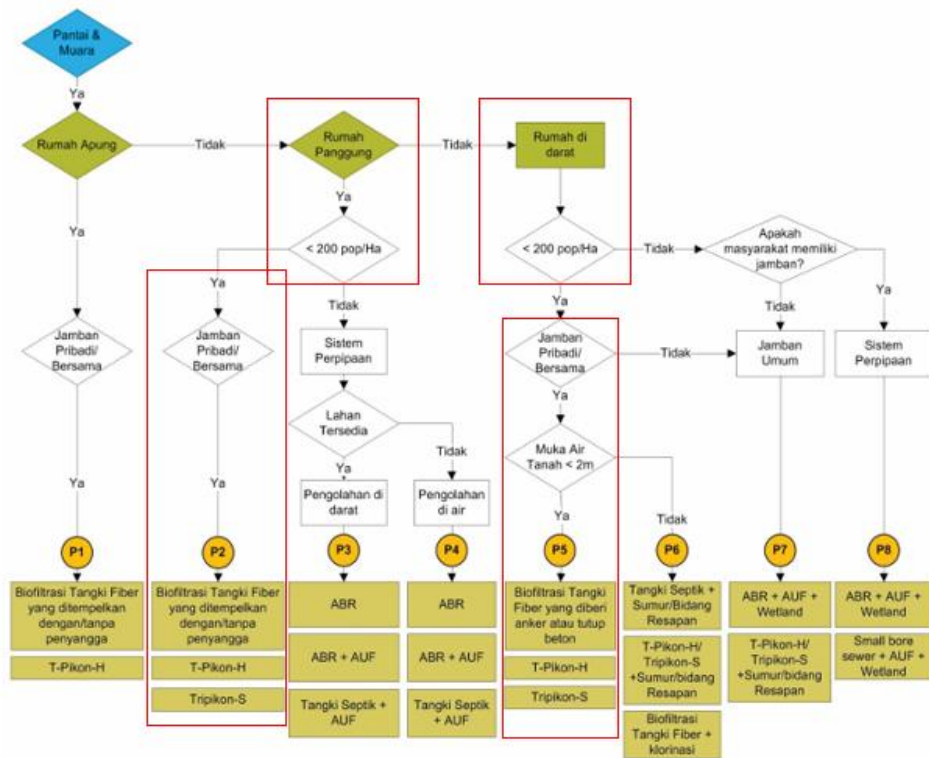 Pantai &
Muara
Ya
Rumah Apung
Tidak
Rumah
Panggung
Tidak
Rumah di
darat
Ya
Ya
< 200 pop/Ha
< 200 pop/Ha
Tidak
Apakah
masyarakat memiliki
jamban?
Ya
Tidak
Ya
Tidak
Ya
Jamban
Pribadi/
Bersama
Jamban
Pribadi/
Bersama
Sistem
Perpipaan
Jamban
Pribadi/
Bersama
Tidak
Jamban
Umum
Sistem
Perpipaan
Lahan
Tersedia
Ya
Muka Air
Tanah < 2m
Tidak
Ya
Ya
Ya
Pengolahan di
darat
Pengolahan
di air
Ya
Tidak
P1
P2
P3
P4
P5
P6
P7
P8
Biofiltrasi Tangki Fiber
yang ditempelkan
dengan/tanpa
penyangga
T-Pikon-H
Biofiltrasi Tangki Fiber
yang ditempelkan
dengan/tanpa
penyangga
T-Pikon-H
Tripikon-S
ABR
ABR + AUF
Tangki Septik +
AUF
ABR
ABR + AUF
Tangki Septik +
AUF
Biofiltrasi Tangki
Fiber yang diberi
anker atau tutup
beton
T-Pikon-H
Tripikon-S
Tangki Septik +
Sumur/Bidang
Resapan
T-Pikon-H/
Tripikon-S
+Sumur/bidang
Resapan
Biofiltrasi
Tangki Fiber +
klorinasi
ABR + AUF +
Wetland
T-Pikon-H/
Tripikon-S
+Sumur/bidang
Resapan
ABR + AUF +
Wetland
Small bore
sewer + AUF +
Wetland